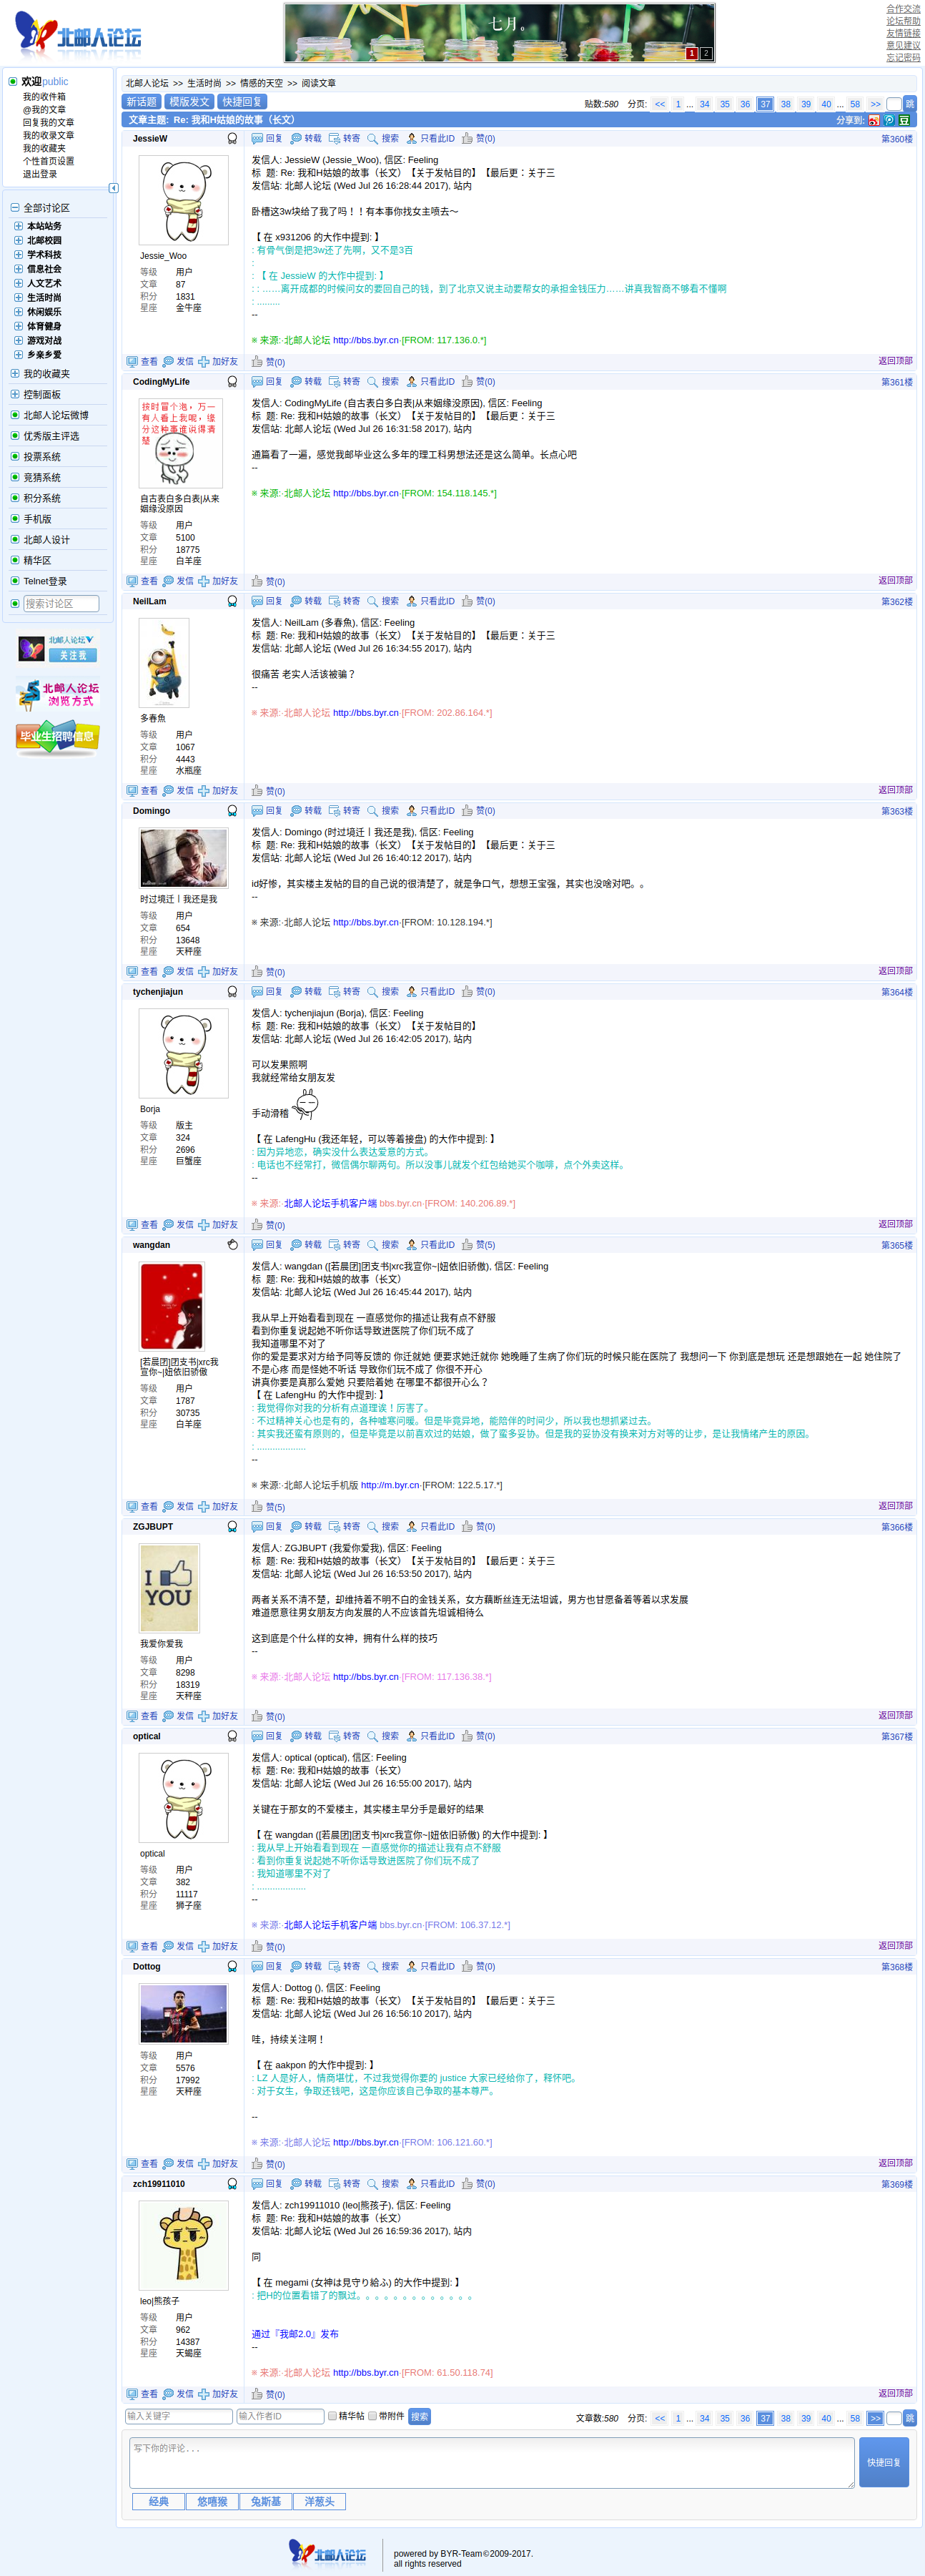 北邮人论坛
七月。
1 2
合作交流
论坛帮助
友情链接
意见建议
忘记密码
欢迎public
我的收件箱
@我的文章
回复我的文章
我的收录文章
我的收藏夹
个性首页设置
退出登录
全部讨论区
本站站务
北邮校园
学术科技
信息社会
人文艺术
生活时尚
休闲娱乐
体育健身
游戏对战
乡亲乡爱
我的收藏夹
控制面板
北邮人论坛微博
优秀版主评选
投票系统
竞猜系统
积分系统
手机版
北邮人设计
精华区
Telnet登录
搜索讨论区
北邮人论坛
关注我
北邮人论坛
浏览方式
毕业生招聘信息
北邮人论坛 >> 生活时尚 >> 情感的天空 >> 阅读文章
新话题 模版发文 快捷回复
贴数:580 分页: << 1 ... 34 35 36 37 38 39 40 ... 58 >> 跳
文章主题: Re: 我和H姑娘的故事（长文） 分享到:
JessieW 回复 转载 转寄 搜索 只看此ID 赞(0) 第360楼
Jessie_Woo
等级 用户
文章 87
积分 1831
星座 金牛座
发信人: JessieW (Jessie_Woo), 信区: Feeling
标 题: Re: 我和H姑娘的故事（长文）【关于发帖目的】【最后更：关于三
发信站: 北邮人论坛 (Wed Jul 26 16:28:44 2017), 站内
卧槽这3w块给了我了吗！！有本事你找女主喷去～
【 在 x931206 的大作中提到: 】
: 有骨气倒是把3w还了先啊，又不是3百
:
: 【 在 JessieW 的大作中提到: 】
: : ……离开成都的时候问女的要回自己的钱，到了北京又说主动要帮女的承担金钱压力……讲真我智商不够看不懂啊
: .........
--
※ 来源:·北邮人论坛 http://bbs.byr.cn·[FROM: 117.136.0.*]
查看 发信 加好友 赞(0) 返回顶部
CodingMyLife 回复 转载 转寄 搜索 只看此ID 赞(0) 第361楼
按时冒个泡，万一有人看上我呢，缘分这种事谁说得清楚
自古表白多白表|从来姻缘没原因
等级 用户
文章 5100
积分 18775
星座 白羊座
发信人: CodingMyLife (自古表白多白表|从来姻缘没原因), 信区: Feeling
标 题: Re: 我和H姑娘的故事（长文）【关于发帖目的】【最后更：关于三
发信站: 北邮人论坛 (Wed Jul 26 16:31:58 2017), 站内
通篇看了一遍，感觉我邮毕业这么多年的理工科男想法还是这么简单。长点心吧
--
※ 来源:·北邮人论坛 http://bbs.byr.cn·[FROM: 154.118.145.*]
查看 发信 加好友 赞(0) 返回顶部
NeilLam 回复 转载 转寄 搜索 只看此ID 赞(0) 第362楼
多春魚
等级 用户
文章 1067
积分 4443
星座 水瓶座
发信人: NeilLam (多春魚), 信区: Feeling
标 题: Re: 我和H姑娘的故事（长文）【关于发帖目的】【最后更：关于三
发信站: 北邮人论坛 (Wed Jul 26 16:34:55 2017), 站内
很痛苦 老实人活该被骗？
--
※ 来源:·北邮人论坛 http://bbs.byr.cn·[FROM: 202.86.164.*]
查看 发信 加好友 赞(0) 返回顶部
Domingo 回复 转载 转寄 搜索 只看此ID 赞(0) 第363楼
时过境迁丨我还是我
等级 用户
文章 654
积分 13648
星座 天秤座
发信人: Domingo (时过境迁丨我还是我), 信区: Feeling
标 题: Re: 我和H姑娘的故事（长文）【关于发帖目的】【最后更：关于三
发信站: 北邮人论坛 (Wed Jul 26 16:40:12 2017), 站内
id好惨，其实楼主发帖的目的自己说的很清楚了，就是争口气，想想王宝强，其实也没啥对吧。。
--
※ 来源:·北邮人论坛 http://bbs.byr.cn·[FROM: 10.128.194.*]
查看 发信 加好友 赞(0) 返回顶部
tychenjiajun 回复 转载 转寄 搜索 只看此ID 赞(0) 第364楼
Borja
等级 版主
文章 324
积分 2696
星座 巨蟹座
发信人: tychenjiajun (Borja), 信区: Feeling
标 题: Re: 我和H姑娘的故事（长文）【关于发帖目的】
发信站: 北邮人论坛 (Wed Jul 26 16:42:05 2017), 站内
可以发果照啊
我就经常给女朋友发
手动滑稽
【 在 LafengHu (我还年轻，可以等着接盘) 的大作中提到: 】
: 因为异地恋，确实没什么表达爱意的方式。
: 电话也不经常打，微信偶尔聊两句。所以没事儿就发个红包给她买个咖啡，点个外卖这样。
--
※ 来源:·北邮人论坛手机客户端 bbs.byr.cn·[FROM: 140.206.89.*]
查看 发信 加好友 赞(0) 返回顶部
wangdan 回复 转载 转寄 搜索 只看此ID 赞(5) 第365楼
[若晨团]团支书|xrc我宣你~|妞依旧骄傲
等级 用户
文章 1787
积分 30735
星座 白羊座
发信人: wangdan ([若晨团]团支书|xrc我宣你~|妞依旧骄傲), 信区: Feeling
标 题: Re: 我和H姑娘的故事（长文）
发信站: 北邮人论坛 (Wed Jul 26 16:45:44 2017), 站内
我从早上开始看看到现在 一直感觉你的描述让我有点不舒服
看到你重复说起她不听你话导致进医院了你们玩不成了
我知道哪里不对了
你的爱是要求对方给予同等反馈的 你迁就她 便要求她迁就你 她晚睡了生病了你们玩的时候只能在医院了 我想问一下 你到底是想玩 还是想跟她在一起 她住院了
不是心疼 而是怪她不听话 导致你们玩不成了 你很不开心
讲真你要是真那么爱她 只要陪着她 在哪里不都很开心么？
【 在 LafengHu 的大作中提到: 】
: 我觉得你对我的分析有点道理诶！厉害了。
: 不过精神关心也是有的，各种嘘寒问暖。但是毕竟异地，能陪伴的时间少，所以我也想抓紧过去。
: 其实我还蛮有原则的，但是毕竟是以前喜欢过的姑娘，做了蛮多妥协。但是我的妥协没有换来对方对等的让步，是让我情绪产生的原因。
: ...................
--
※ 来源:·北邮人论坛手机版 http://m.byr.cn·[FROM: 122.5.17.*]
查看 发信 加好友 赞(5) 返回顶部
ZGJBUPT 回复 转载 转寄 搜索 只看此ID 赞(0) 第366楼
I YOU
我爱你爱我
等级 用户
文章 8298
积分 18319
星座 天秤座
发信人: ZGJBUPT (我爱你爱我), 信区: Feeling
标 题: Re: 我和H姑娘的故事（长文）【关于发帖目的】【最后更：关于三
发信站: 北邮人论坛 (Wed Jul 26 16:53:50 2017), 站内
两者关系不清不楚，却维持着不明不白的金钱关系，女方藕断丝连无法坦诚，男方也甘愿备着等着以求发展
难道愿意往男女朋友方向发展的人不应该首先坦诚相待么
这到底是个什么样的女神，拥有什么样的技巧
--
※ 来源:·北邮人论坛 http://bbs.byr.cn·[FROM: 117.136.38.*]
查看 发信 加好友 赞(0) 返回顶部
optical 回复 转载 转寄 搜索 只看此ID 赞(0) 第367楼
optical
等级 用户
文章 382
积分 11117
星座 狮子座
发信人: optical (optical), 信区: Feeling
标 题: Re: 我和H姑娘的故事（长文）
发信站: 北邮人论坛 (Wed Jul 26 16:55:00 2017), 站内
关键在于那女的不爱楼主，其实楼主早分手是最好的结果
【 在 wangdan ([若晨团]团支书|xrc我宣你~|妞依旧骄傲) 的大作中提到: 】
: 我从早上开始看看到现在 一直感觉你的描述让我有点不舒服
: 看到你重复说起她不听你话导致进医院了你们玩不成了
: 我知道哪里不对了
: ...................
--
※ 来源:·北邮人论坛手机客户端 bbs.byr.cn·[FROM: 106.37.12.*]
查看 发信 加好友 赞(0) 返回顶部
Dottog 回复 转载 转寄 搜索 只看此ID 赞(0) 第368楼
等级 用户
文章 5576
积分 17992
星座 天秤座
发信人: Dottog (), 信区: Feeling
标 题: Re: 我和H姑娘的故事（长文）【关于发帖目的】【最后更：关于三
发信站: 北邮人论坛 (Wed Jul 26 16:56:10 2017), 站内
哇，持续关注啊！
【 在 aakpon 的大作中提到: 】
: LZ 人是好人，情商堪忧，不过我觉得你要的 justice 大家已经给你了，释怀吧。
: 对于女生，争取还钱吧，这是你应该自己争取的基本尊严。
--
※ 来源:·北邮人论坛 http://bbs.byr.cn·[FROM: 106.121.60.*]
查看 发信 加好友 赞(0) 返回顶部
zch19911010 回复 转载 转寄 搜索 只看此ID 赞(0) 第369楼
leo|熊孩子
等级 用户
文章 962
积分 14387
星座 天蝎座
发信人: zch19911010 (leo|熊孩子), 信区: Feeling
标 题: Re: 我和H姑娘的故事（长文）
发信站: 北邮人论坛 (Wed Jul 26 16:59:36 2017), 站内
同
【 在 megami (女神は見守り給ふ) 的大作中提到: 】
: 把H的位置看错了的飘过。。。。。。。。。。。。。
通过『我邮2.0』发布
--
※ 来源:·北邮人论坛 http://bbs.byr.cn·[FROM: 61.50.118.74]
查看 发信 加好友 赞(0) 返回顶部
输入关键字 输入作者ID 精华帖 带附件 搜索
文章数:580 分页: << 1 ... 34 35 36 37 38 39 40 ... 58 >> 跳
写下你的评论...
快捷回复
经典 悠嘻猴 兔斯基 洋葱头
北邮人论坛
powered by BYR-Team©2009-2017.
all rights reserved